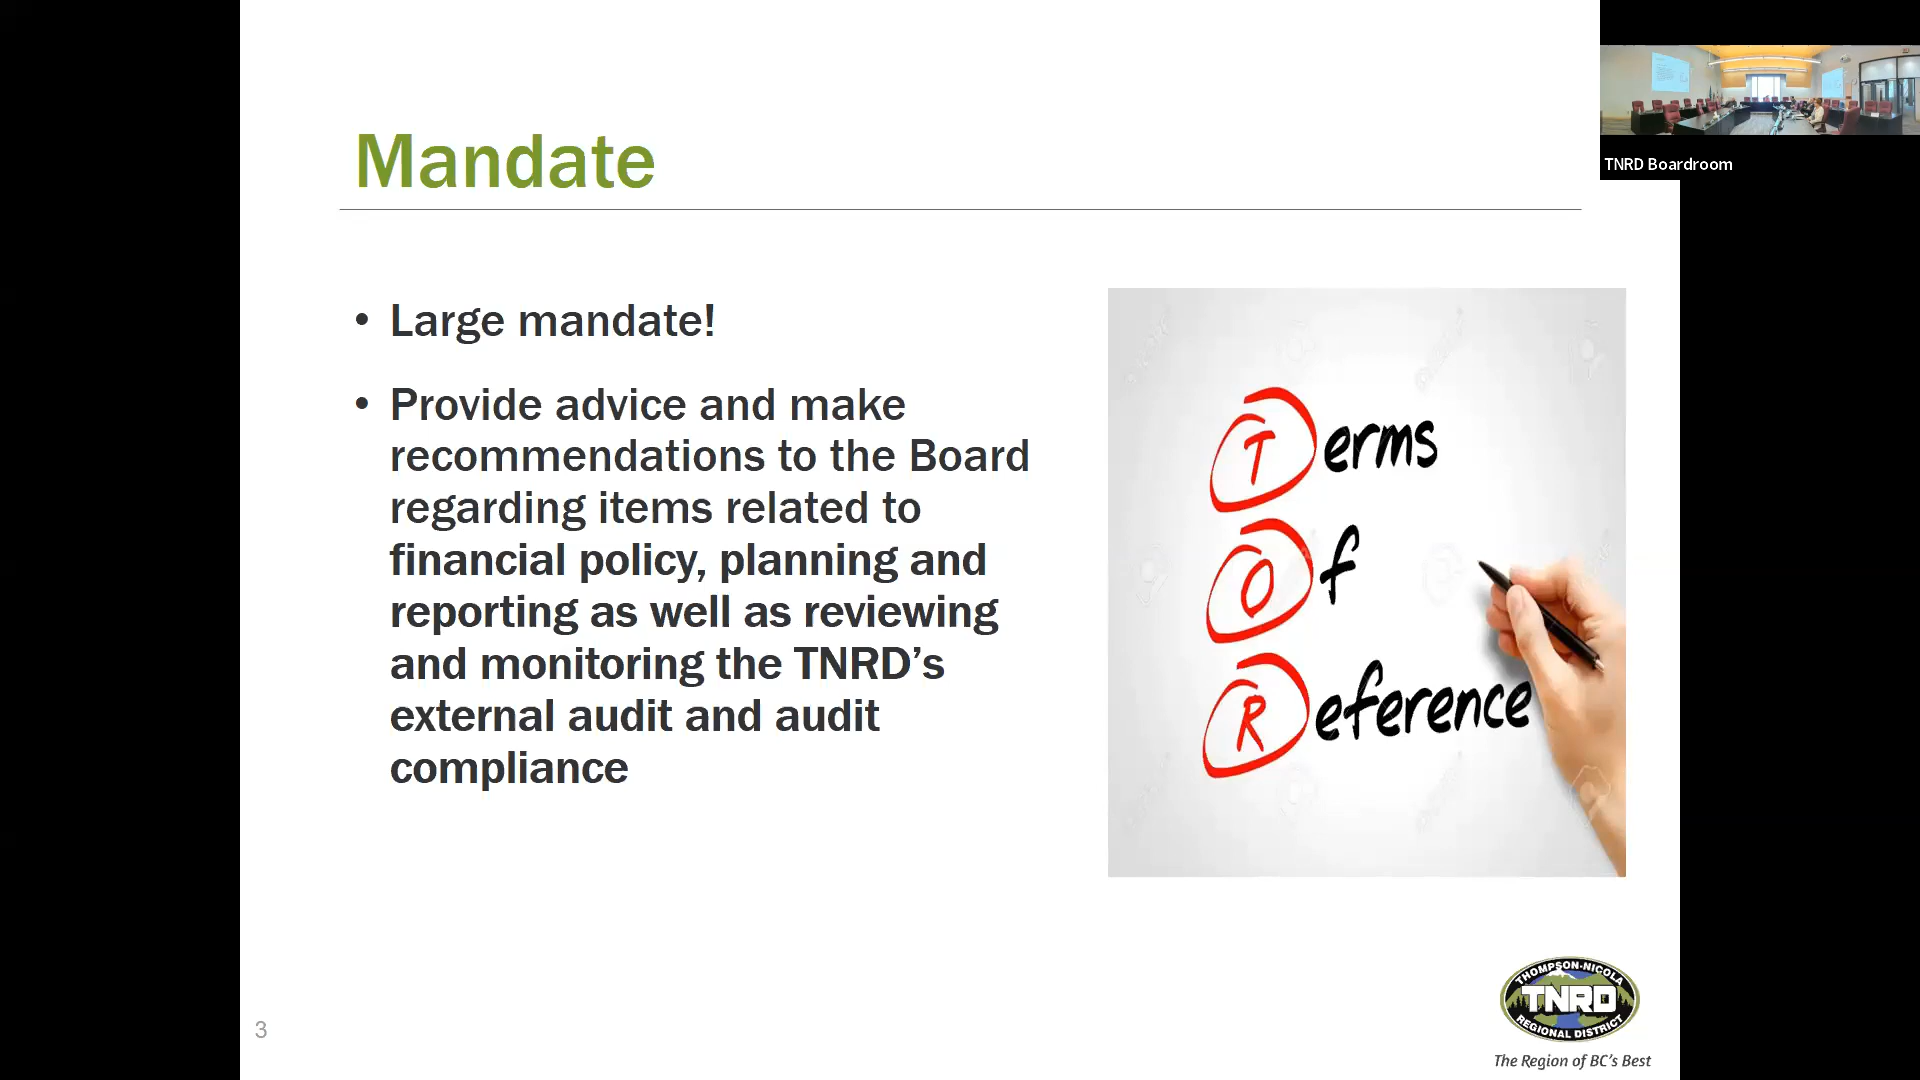 TNRD Boardroom
Mandate
• Large mandate!
• Provide advice and make
recommendations to the Board
regarding items related to
financial policy, planning and
reporting as well as reviewing
and monitoring the TNRD’s
external audit and audit
compliance
Terms
Of
Reference
3
THOMPSON-NICOLA
TNRD
REGIONAL DISTRICT
The Region of BC's Best